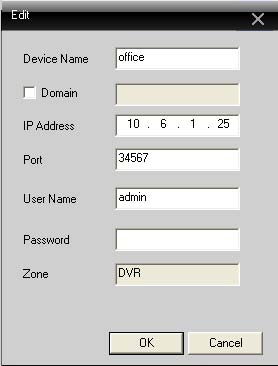 Edit
Device Name office
Domain
IP Address 10 . 6 . 1 . 25
Port 34567
User Name admin
Password
Zone DVR
OK Cancel